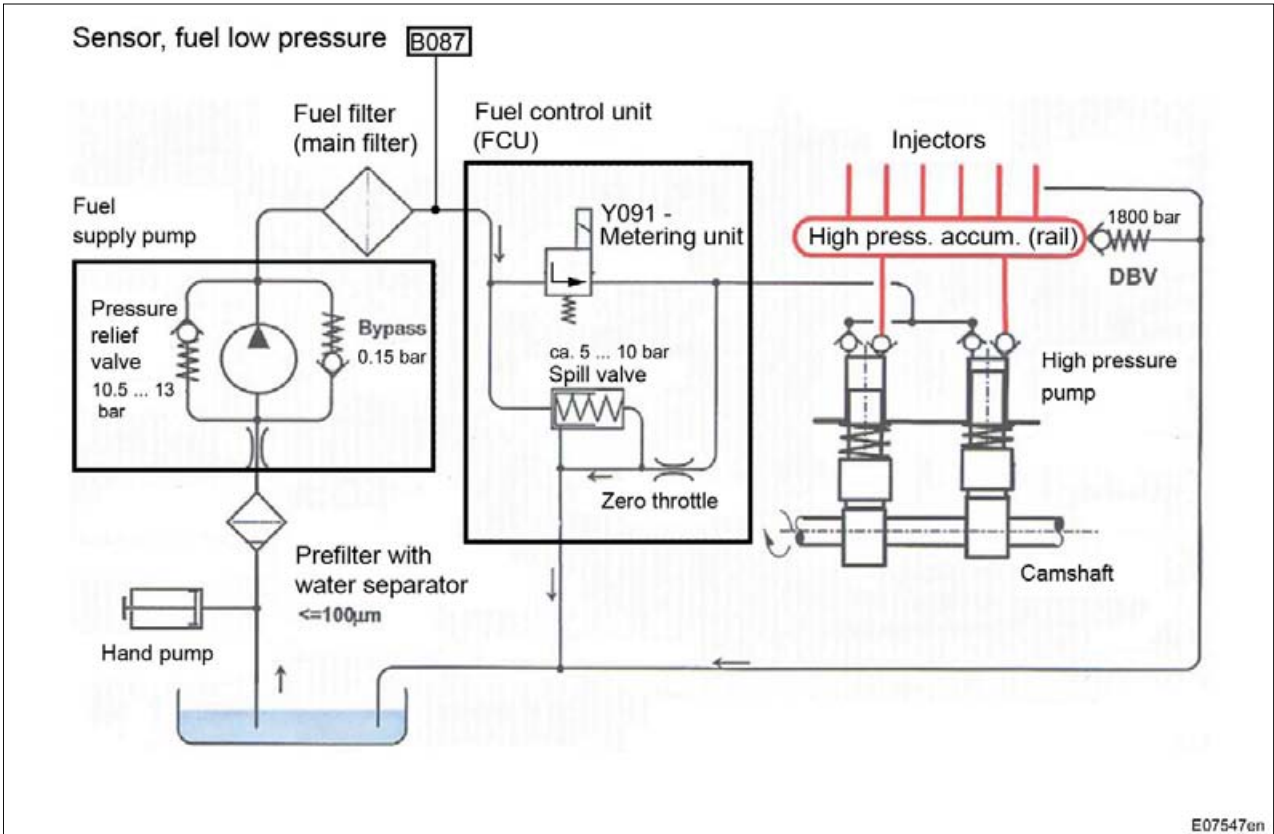 Sensor, fuel low pressure B087
Fuel filter
(main filter)
Fuel control unit
(FCU)
Injectors
Fuel
supply pump
Y091 -
Metering unit
1800 bar
High press. accum. (rail)
DBV
Pressure
relief
valve
10.5 ... 13
bar
Bypass
0.15 bar
ca. 5 ... 10 bar
Spill valve
High pressure
pump
Zero throttle
Prefilter with
water separator
<=100µm
Camshaft
Hand pump
E07547en